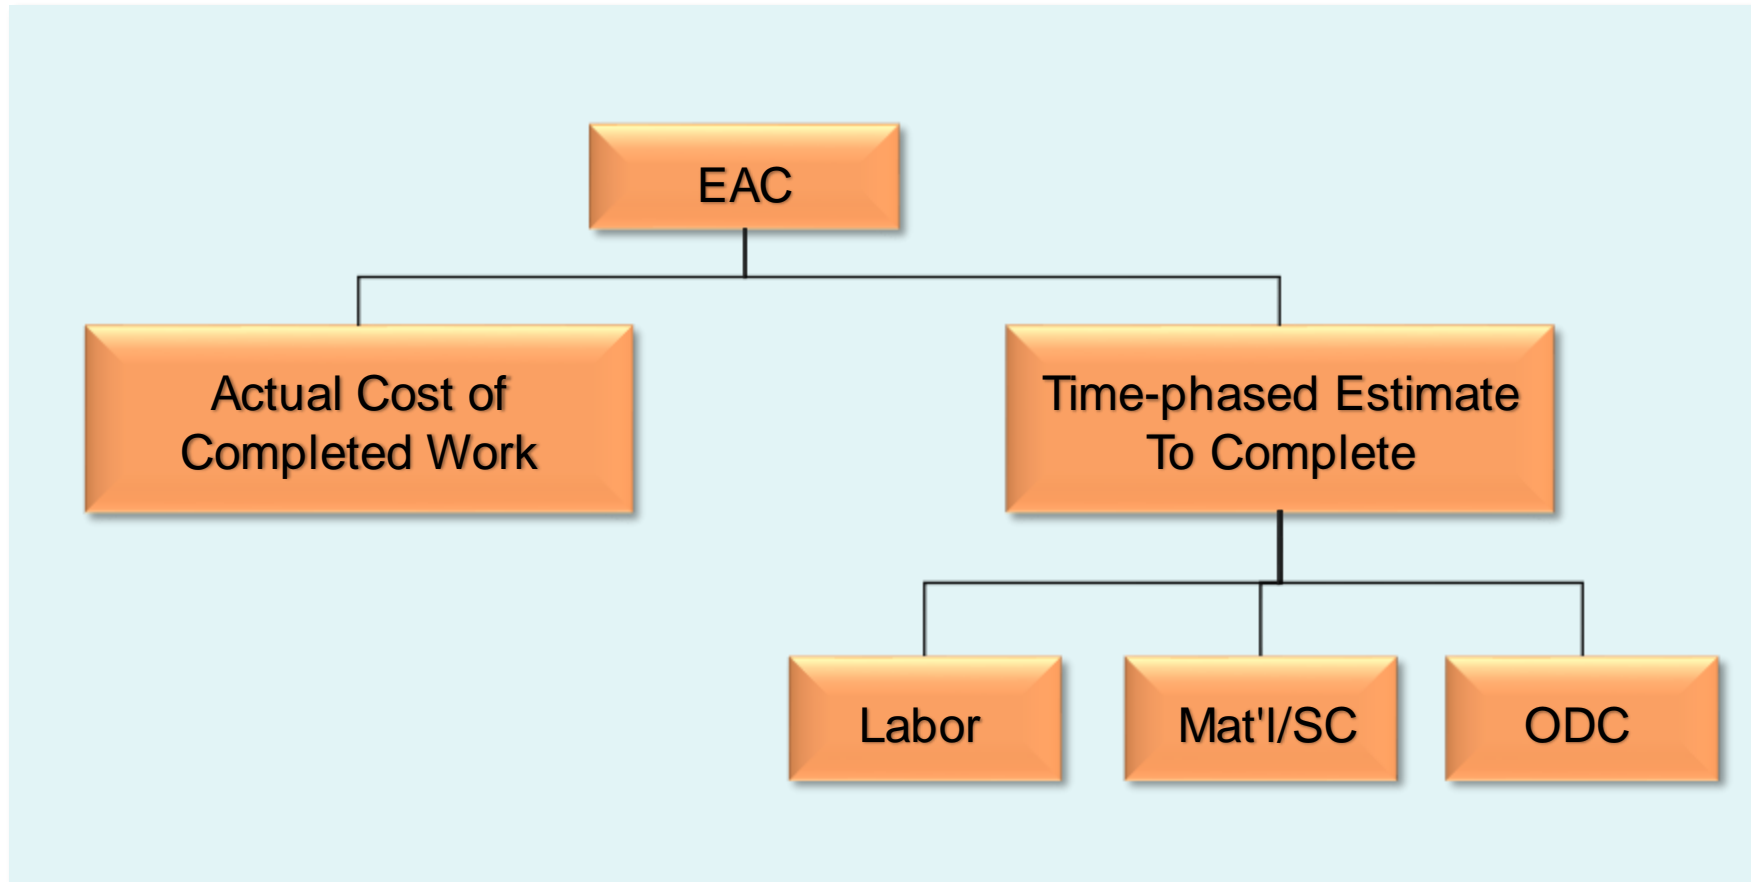 EAC
Actual Cost of
Completed Work
Time-phased Estimate
To Complete
Labor
Mat'l/SC
ODC